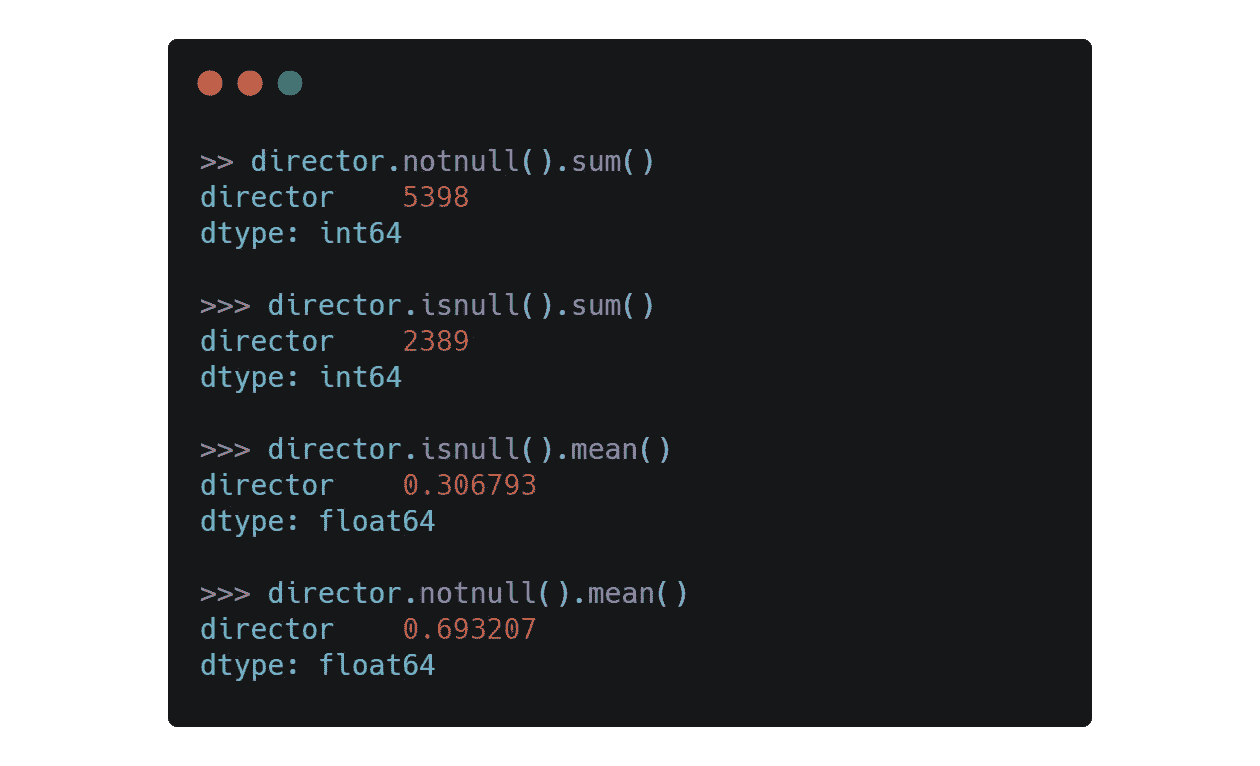 >> director.notnull().sum()
director    5398
dtype: int64
>>> director.isnull().sum()
director    2389
dtype: int64
>>> director.isnull().mean()
director    0.306793
dtype: float64
>>> director.notnull().mean()
director    0.693207
dtype: float64